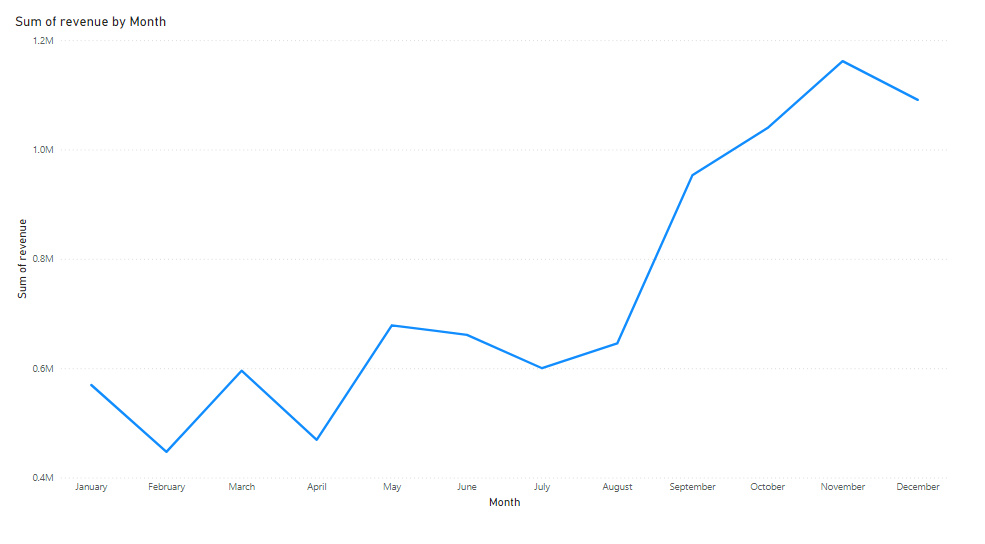 Sum of revenue by Month
1.2M
1.0M
0.8M
0.6M
0.4M
Sum of revenue
January February March April May June July August September October November December
Month